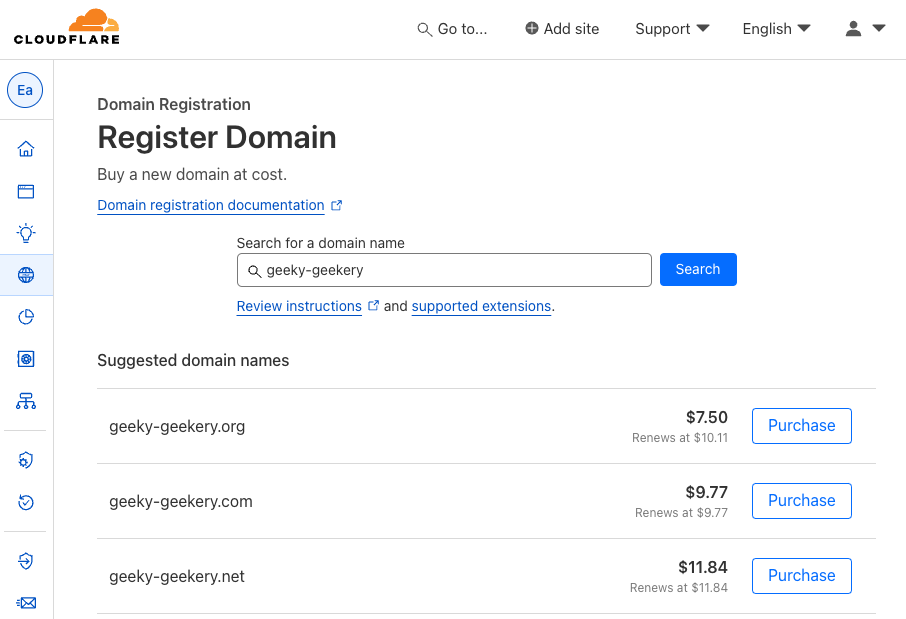 CLOUDFLARE
Go to...
Add site
Support
English
Ea
Domain Registration
Register Domain
Buy a new domain at cost.
Domain registration documentation
Search for a domain name
geeky-geekery
Search
Review instructions and supported extensions.
Suggested domain names
geeky-geekery.org
$7.50
Renews at $10.11
Purchase
geeky-geekery.com
$9.77
Renews at $9.77
Purchase
geeky-geekery.net
$11.84
Renews at $11.84
Purchase